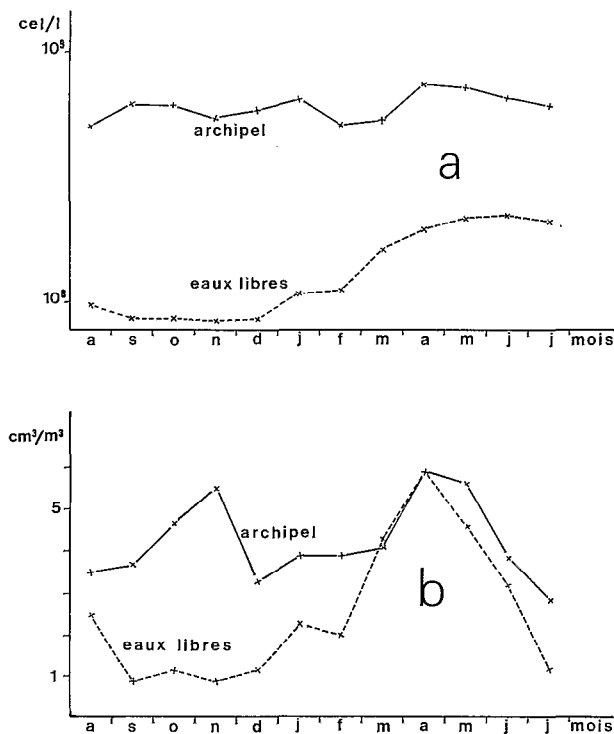 cel/l
10⁹
archipel
a
eaux libres
10⁸
a s o n d j f m a m j j mois
cm³/m³
5
archipel
b
eaux libres
1
a s o n d j f m a m j j mois